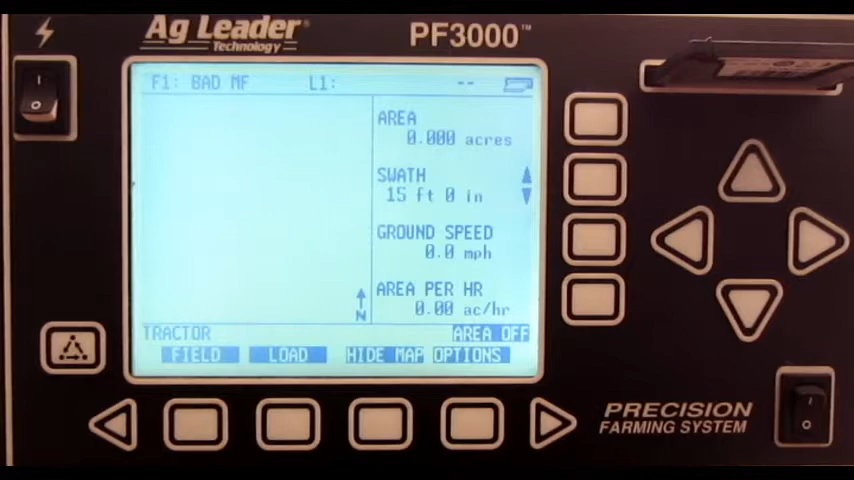 Ag Leader®
Technology
PF3000™
F1: BAD MF L1: --
AREA
0.000 acres
SWATH
15 ft 0 in
GROUND SPEED
0.0 mph
AREA PER HR
0.00 ac/hr
N
TRACTOR AREA OFF
FIELD LOAD HIDE MAP OPTIONS
PRECISION
FARMING SYSTEM